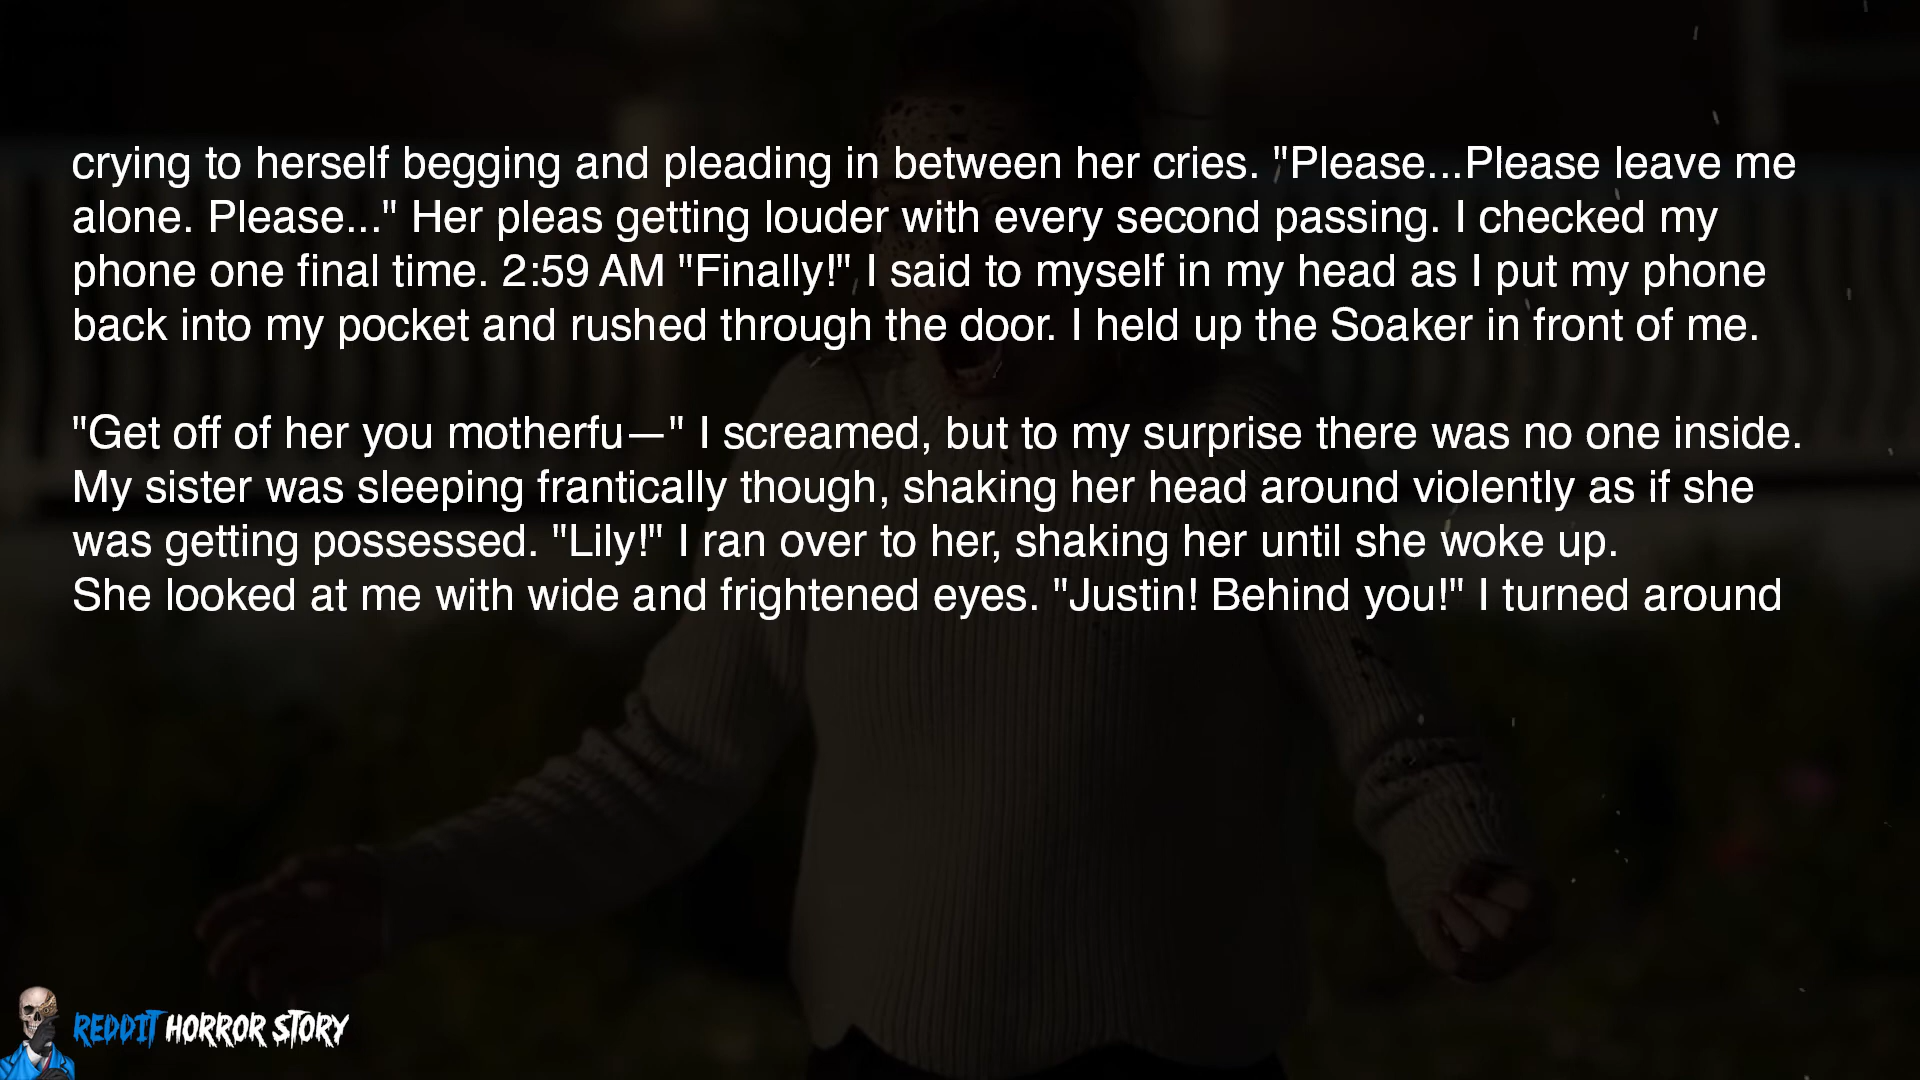 crying to herself begging and pleading in between her cries. "Please...Please leave me
alone. Please..." Her pleas getting louder with every second passing. I checked my
phone one final time. 2:59 AM "Finally!" I said to myself in my head as I put my phone
back into my pocket and rushed through the door. I held up the Soaker in front of me.
"Get off of her you motherfu—" I screamed, but to my surprise there was no one inside.
My sister was sleeping frantically though, shaking her head around violently as if she
was getting possessed. "Lily!" I ran over to her, shaking her until she woke up.
She looked at me with wide and frightened eyes. "Justin! Behind you!" I turned around
REDDIT HORROR STORY